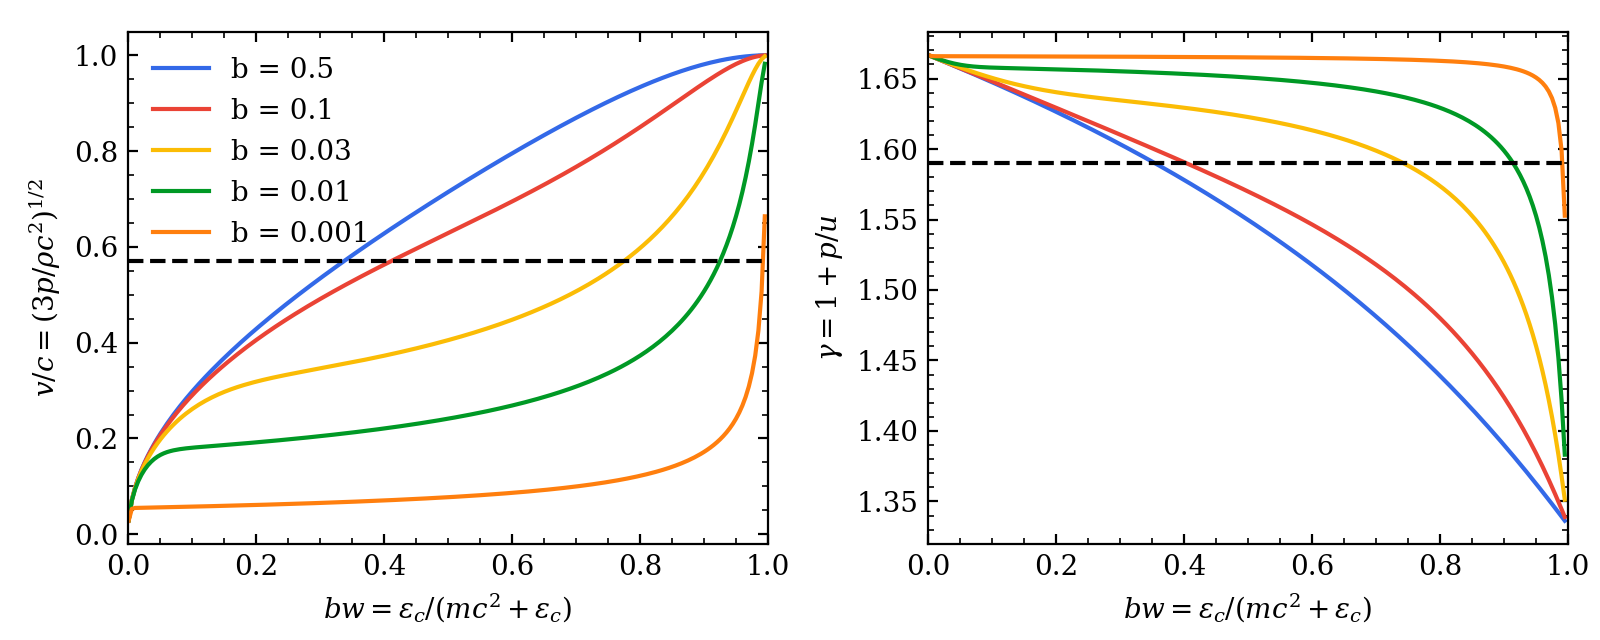 1.0
0.8
0.6
0.4
0.2
0.0
v/c = (3p/ρc²)^{1/2}
b = 0.5
b = 0.1
b = 0.03
b = 0.01
b = 0.001
0.0 0.2 0.4 0.6 0.8 1.0
bw = ε_c/(mc² + ε_c)
1.65
1.60
1.55
1.50
1.45
1.40
1.35
γ = 1 + p/u
0.0 0.2 0.4 0.6 0.8 1.0
bw = ε_c/(mc² + ε_c)